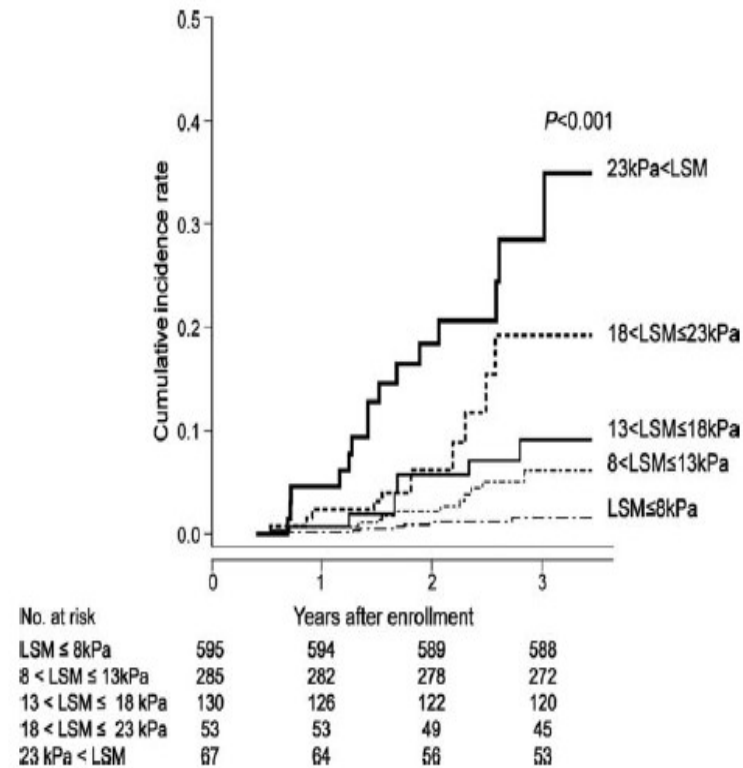 0.5
0.4
P<0.001
23kPa<LSM
0.3
Cumulative incidence rate
0.2
18<LSM≤23kPa
0.1
13<LSM≤18kPa
8<LSM≤13kPa
LSM≤8kPa
0.0
0 1 2 3
No. at risk Years after enrollment
LSM ≤ 8kPa 595 594 589 588
8 < LSM ≤ 13kPa 285 282 278 272
13 < LSM ≤ 18 kPa 130 126 122 120
18 < LSM ≤ 23 kPa 53 53 49 45
23 kPa < LSM 67 64 56 53